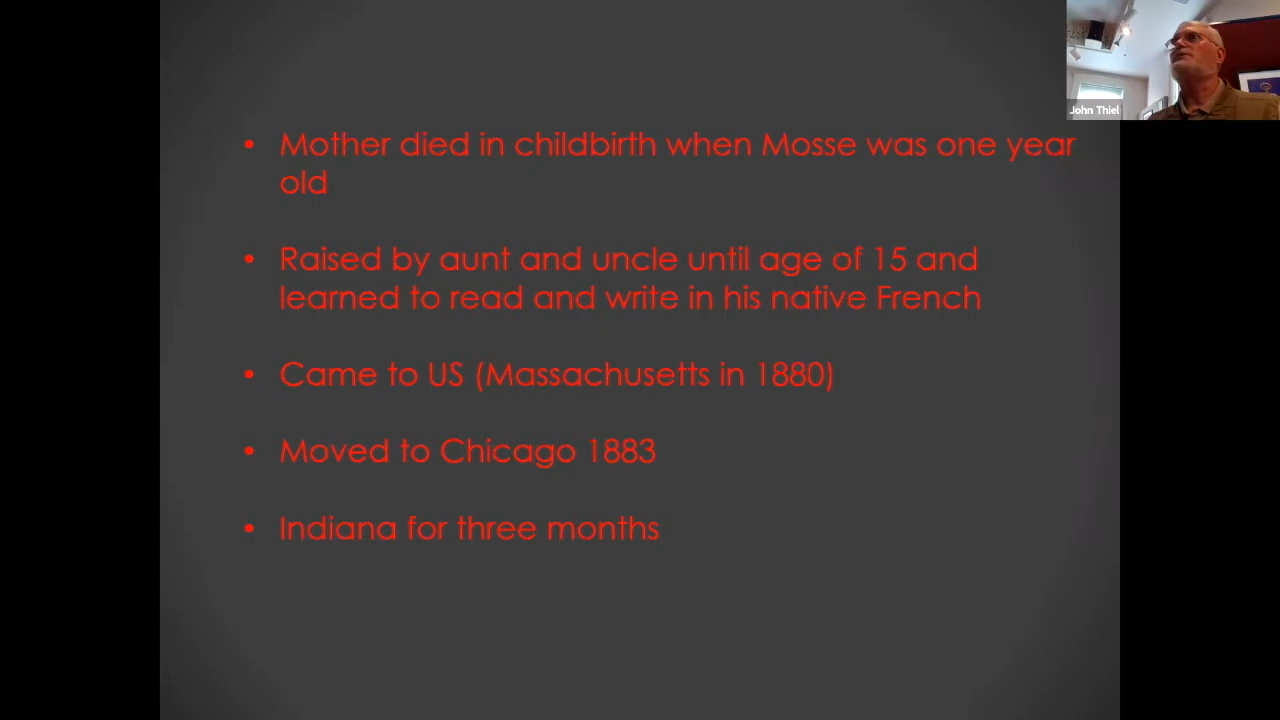 • Mother died in childbirth when Mosse was one year
old
• Raised by aunt and uncle until age of 15 and
learned to read and write in his native French
• Came to US (Massachusetts in 1880)
• Moved to Chicago 1883
• Indiana for three months
John Thiel